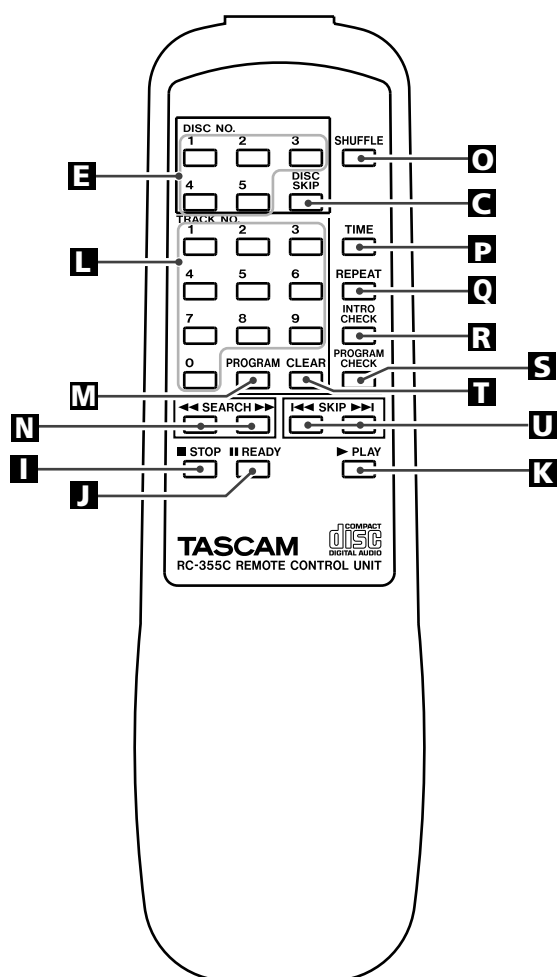 DISC NO.
1 2 3 SHUFFLE
O
E
4 5 DISC SKIP
C
TRACK NO.
1 2 3 TIME
L
P
4 5 6 REPEAT
Q
7 8 9 INTRO CHECK
R
0 PROGRAM CLEAR PROGRAM CHECK
S
M
T
◀◀ SEARCH ▶▶ I◀◀ SKIP ▶▶I
N
U
■ STOP II READY ▶ PLAY
I
K
J
TASCAM COMPACT disc DIGITAL AUDIO
RC-355C REMOTE CONTROL UNIT